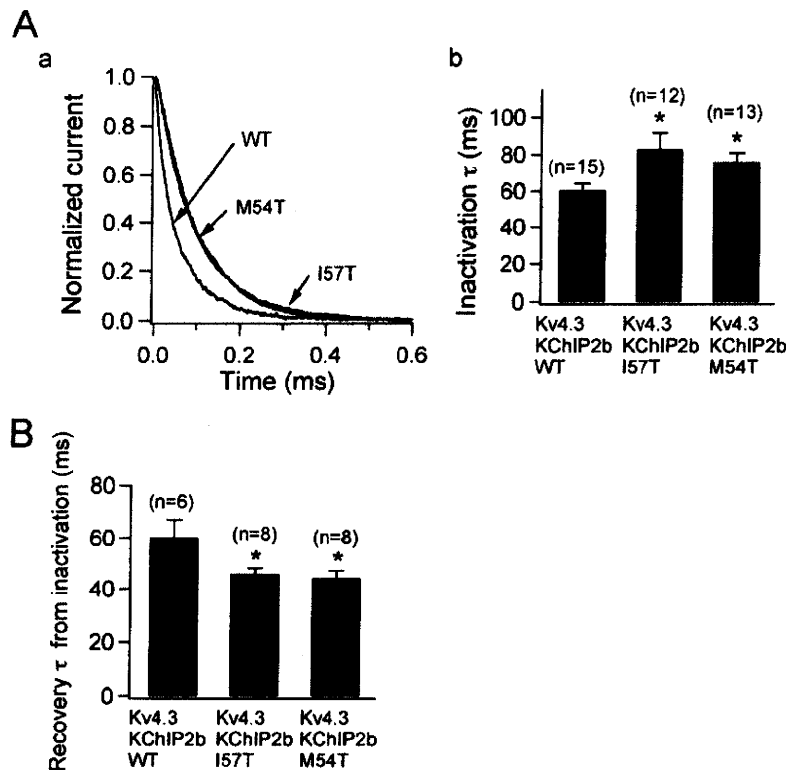 A
a
Normalized current
1.0
0.8
0.6
0.4
0.2
0.0
WT
M54T
I57T
0.0 0.2 0.4 0.6
Time (ms)
b
Inactivation τ (ms)
100
80
60
40
20
0
(n=15)
(n=12)
*
(n=13)
*
Kv4.3 Kv4.3 Kv4.3
KChIP2b KChIP2b KChIP2b
WT I57T M54T
B
Recovery τ from inactivation (ms)
80
60
40
20
0
(n=6)
(n=8)
*
(n=8)
*
Kv4.3 Kv4.3 Kv4.3
KChIP2b KChIP2b KChIP2b
WT I57T M54T